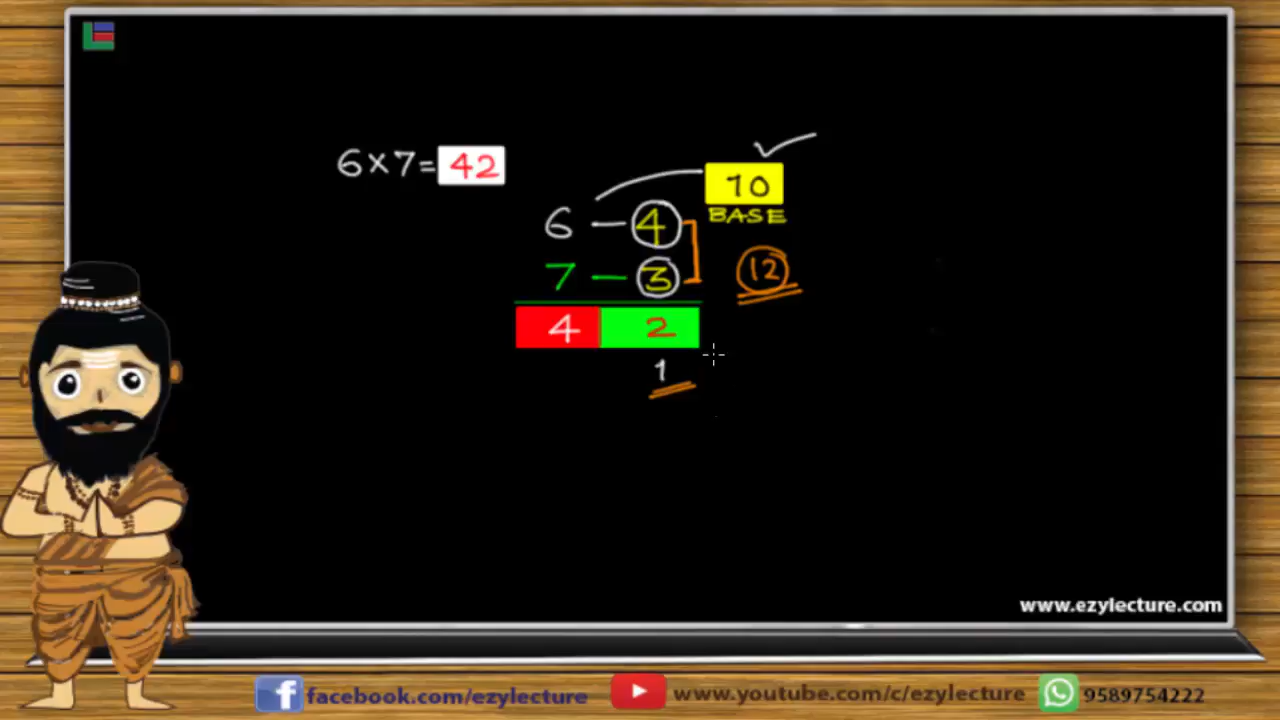 6×7= 42
10
BASE
6 — 4
7 — 3
12
4 2
1
www.ezylecture.com
facebook.com/ezylecture
www.youtube.com/c/ezylecture
9589754222